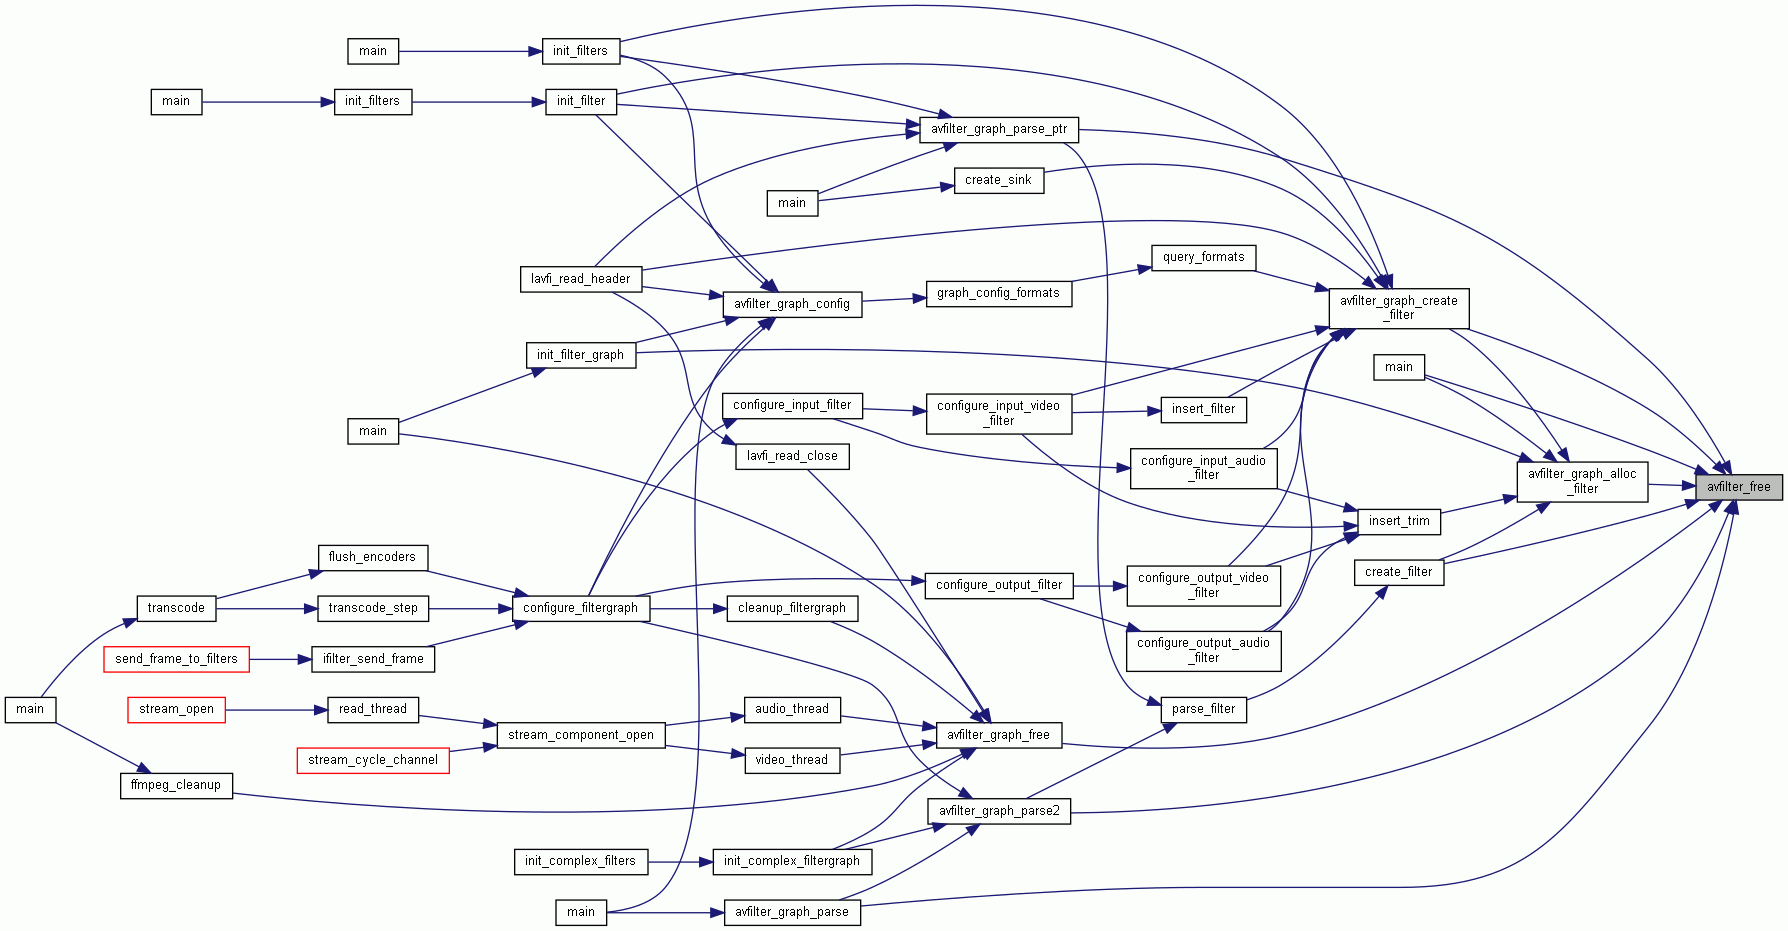 main
init_filters
main
init_filters
init_filter
avfilter_graph_parse_ptr
create_sink
main
query_formats
lavfi_read_header
graph_config_formats
avfilter_graph_config
avfilter_graph_create
_filter
init_filter_graph
main
configure_input_filter
configure_input_video
_filter
insert_filter
main
lavfi_read_close
configure_input_audio
_filter
avfilter_graph_alloc
_filter
avfilter_free
insert_trim
flush_encoders
create_filter
configure_output_filter
configure_output_video
_filter
transcode
transcode_step
configure_filtergraph
cleanup_filtergraph
configure_output_audio
_filter
send_frame_to_filters
ifilter_send_frame
main
stream_open
read_thread
audio_thread
parse_filter
stream_component_open
avfilter_graph_free
stream_cycle_channel
video_thread
ffmpeg_cleanup
avfilter_graph_parse2
init_complex_filters
init_complex_filtergraph
main
avfilter_graph_parse